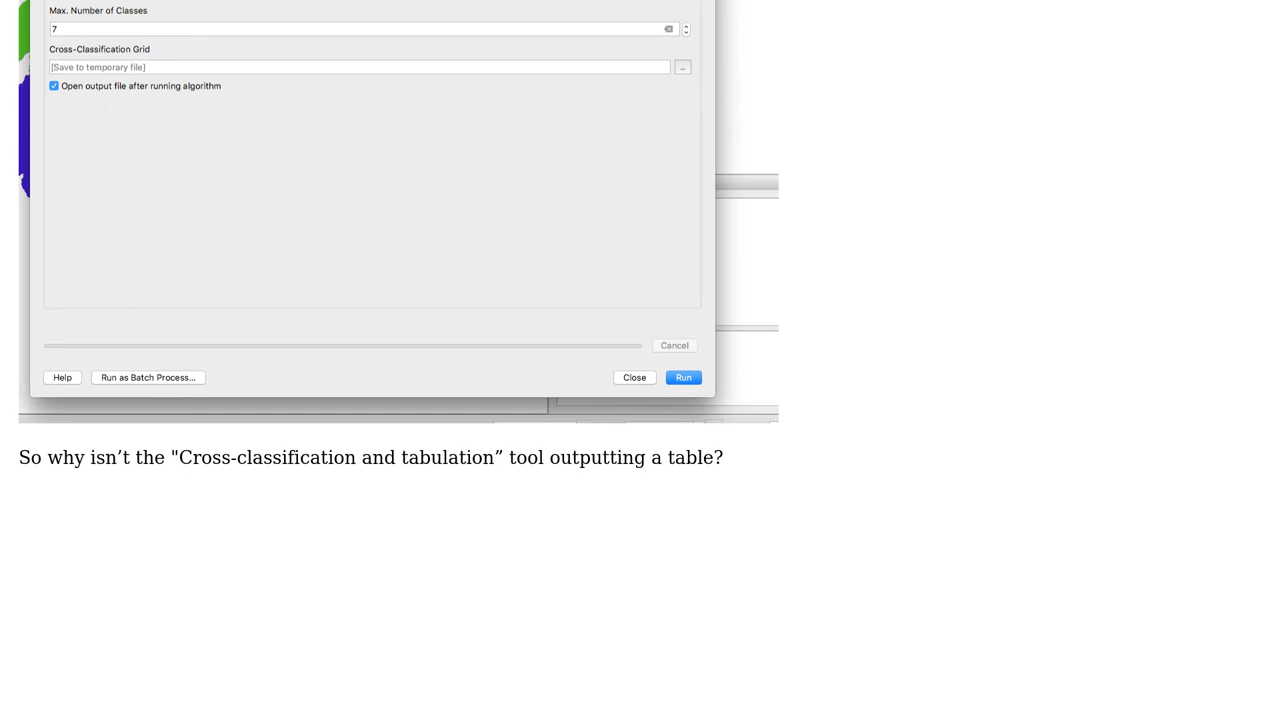 Max. Number of Classes
7
Cross-Classification Grid
[Save to temporary file]
...
Open output file after running algorithm
Cancel
Help Run as Batch Process... Close Run
So why isn’t the "Cross-classification and tabulation” tool outputting a table?